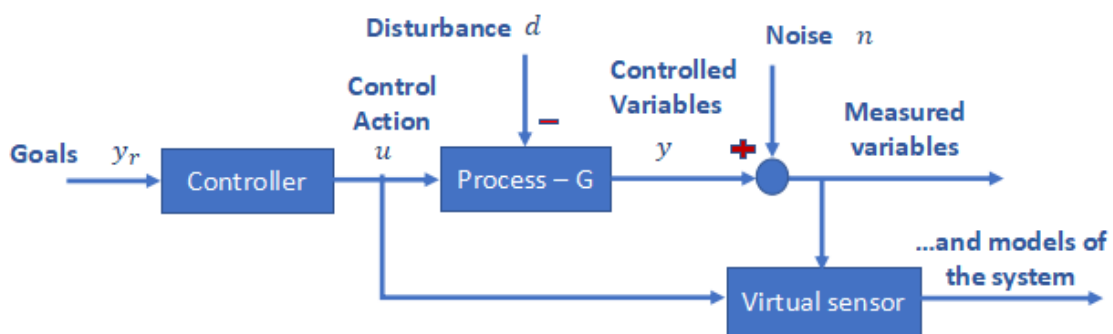 Disturbance d
Noise n
Control
Action
u
Controlled
Variables
y
Measured
variables
Goals y_r
Controller
Process – G
− +
...and models of
the system
Virtual sensor